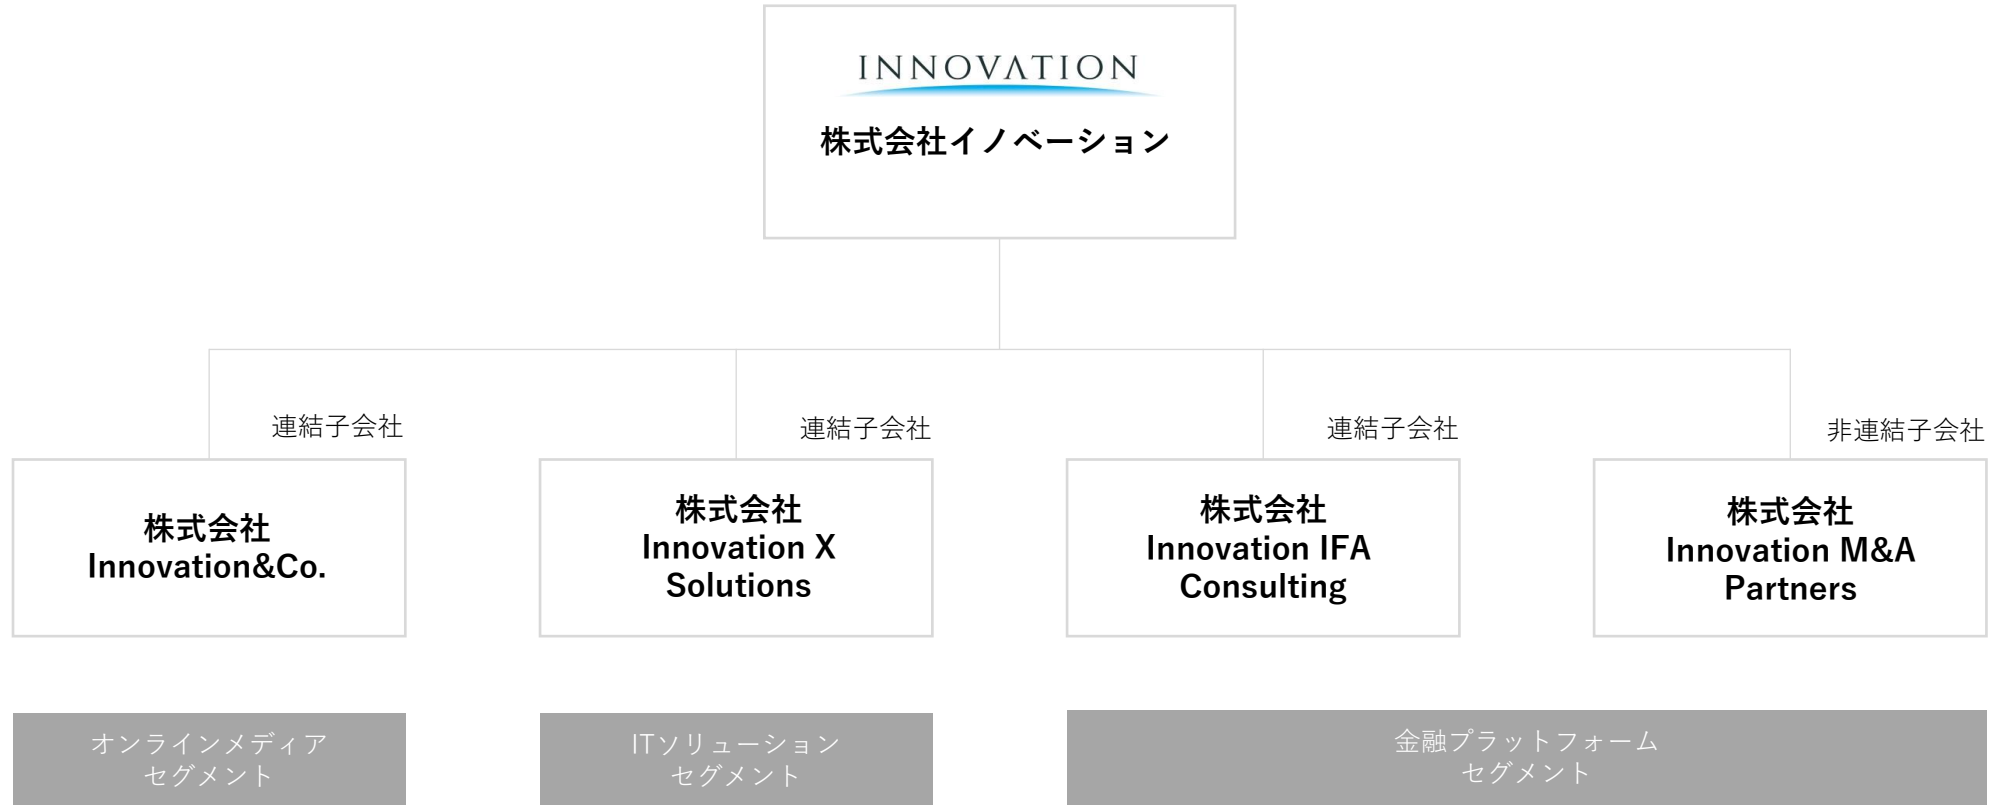 INNOVATION
株式会社イノベーション
連結子会社
連結子会社
連結子会社
非連結子会社
株式会社
Innovation&Co.
株式会社
Innovation X
Solutions
株式会社
Innovation IFA
Consulting
株式会社
Innovation M&A
Partners
オンラインメディア
セグメント
ITソリューション
セグメント
金融プラットフォーム
セグメント